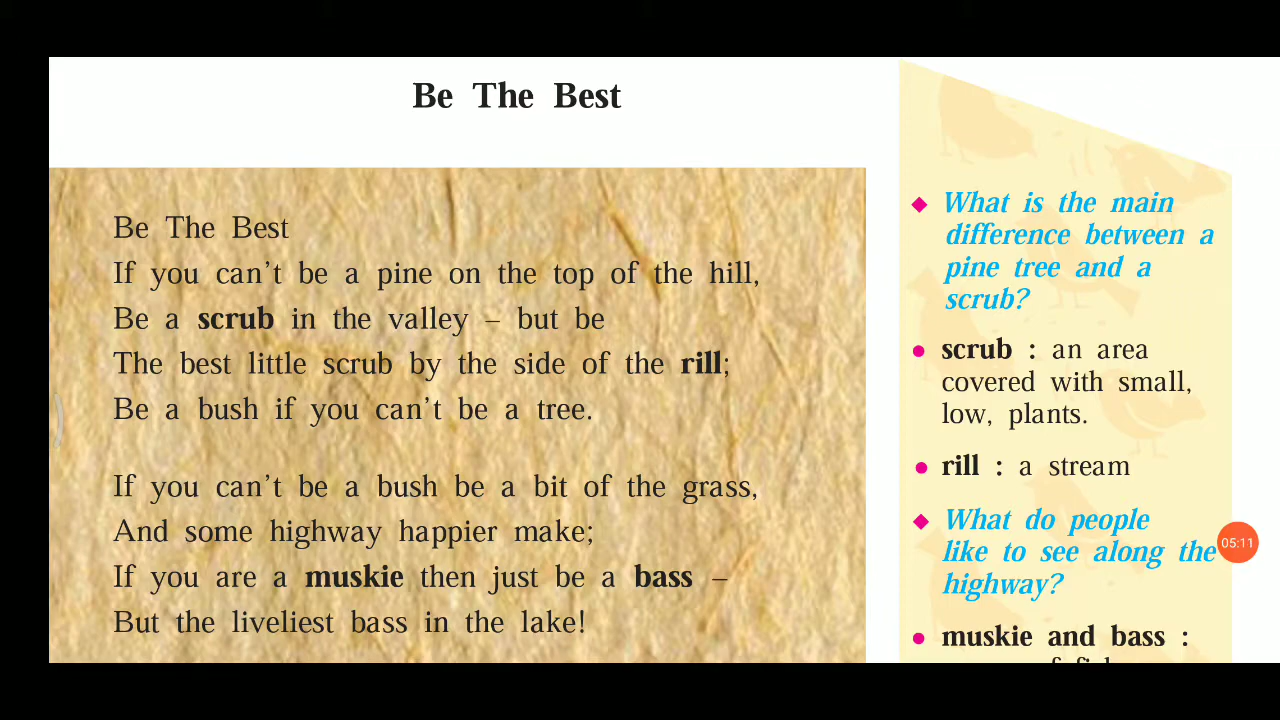 Be The Best
Be The Best
If you can't be a pine on the top of the hill,
Be a scrub in the valley – but be
The best little scrub by the side of the rill;
Be a bush if you can't be a tree.
If you can't be a bush be a bit of the grass,
And some highway happier make;
If you are a muskie then just be a bass –
But the liveliest bass in the lake!
What is the main
difference between a
pine tree and a
scrub?
scrub : an area
covered with small,
low, plants.
rill : a stream
What do people
like to see along the
highway?
muskie and bass :
05:11